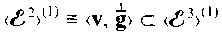 ⟨ℰ²⟩⁽¹⁾ ≡ ⟨v, g̊¹⟩ ⊂ ⟨ℰ³⟩⁽¹⁾